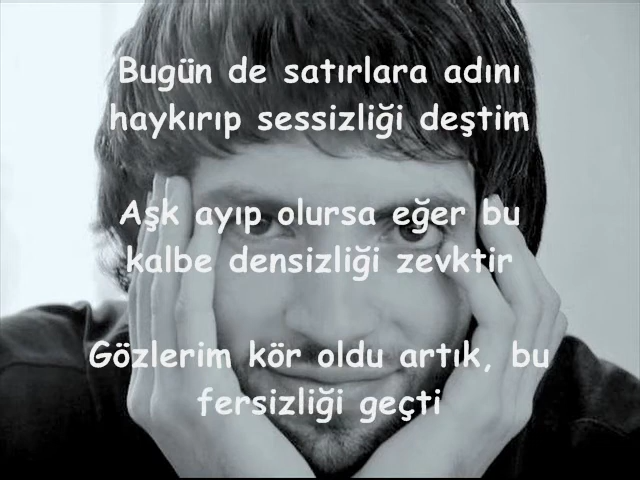 Bugün de satırlara adını
haykırıp sessizliği deştim
Aşk ayıp olursa eğer bu
kalbe densizliği zevktir
Gözlerim kör oldu artık, bu
fersizliği geçti